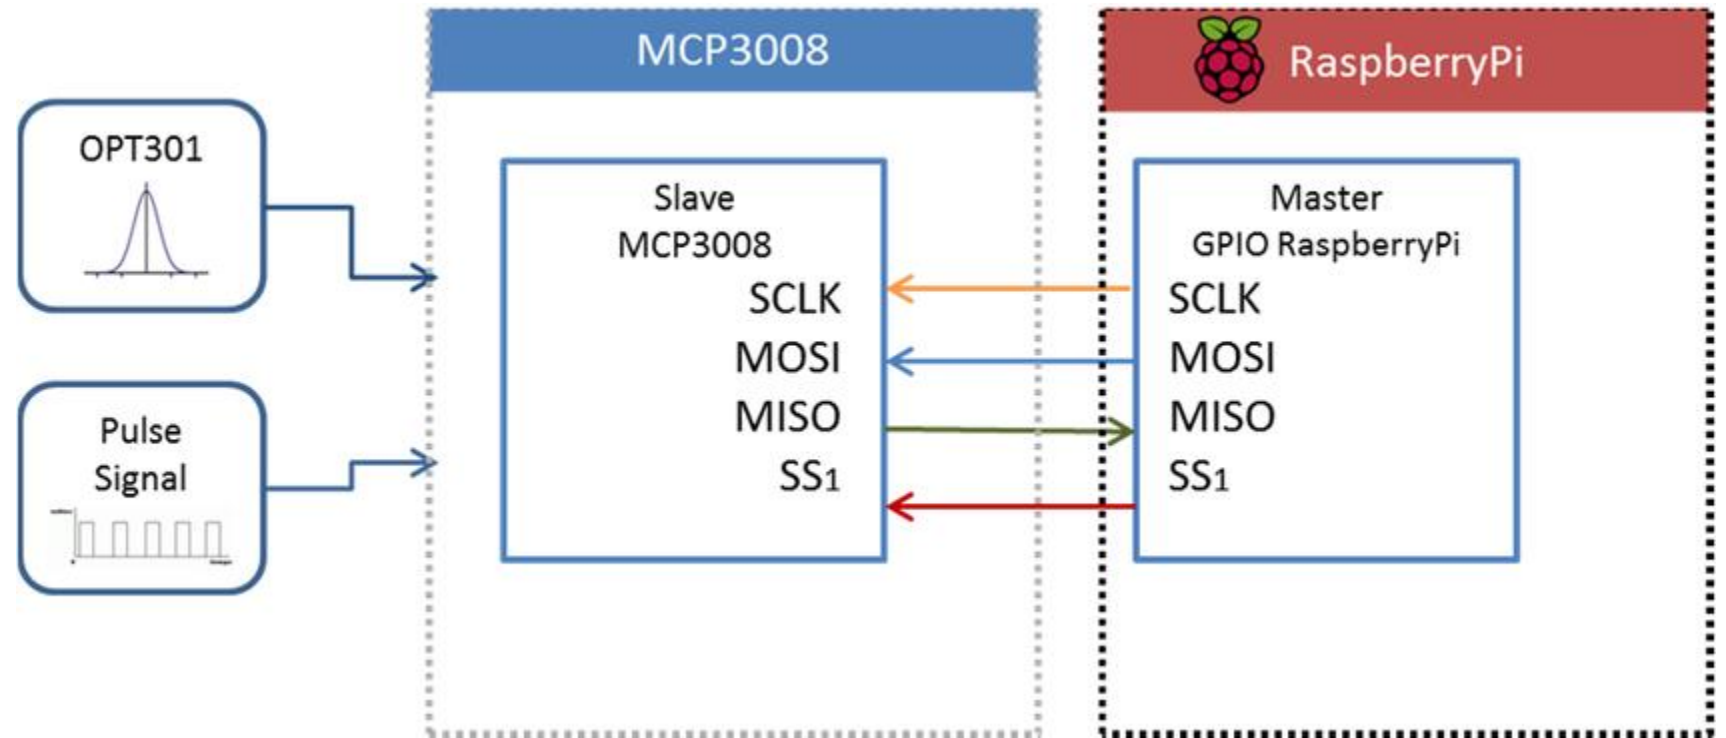 MCP3008
RaspberryPi
OPT301
Pulse
Signal
Slave
MCP3008
SCLK
MOSI
MISO
SS1
Master
GPIO RaspberryPi
SCLK
MOSI
MISO
SS1